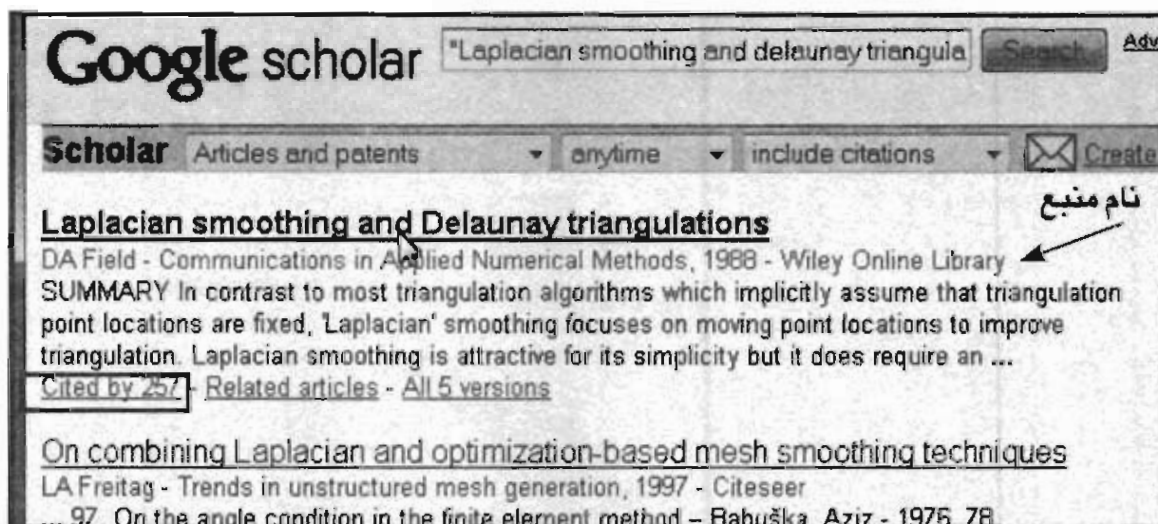 Google scholar "Laplacian smoothing and delaunay triangula Search Adv
Scholar Articles and patents anytime include citations Create
نام منبع
Laplacian smoothing and Delaunay triangulations
DA Field - Communications in Applied Numerical Methods, 1988 - Wiley Online Library
SUMMARY In contrast to most triangulation algorithms which implicitly assume that triangulation
point locations are fixed, 'Laplacian' smoothing focuses on moving point locations to improve
triangulation. Laplacian smoothing is attractive for its simplicity but it does require an ...
Cited by 257 - Related articles - All 5 versions
On combining Laplacian and optimization-based mesh smoothing techniques
LA Freitag - Trends in unstructured mesh generation, 1997 - Citeseer
... 97. On the angle condition in the finite element method – Babuška, Aziz - 1976. 78